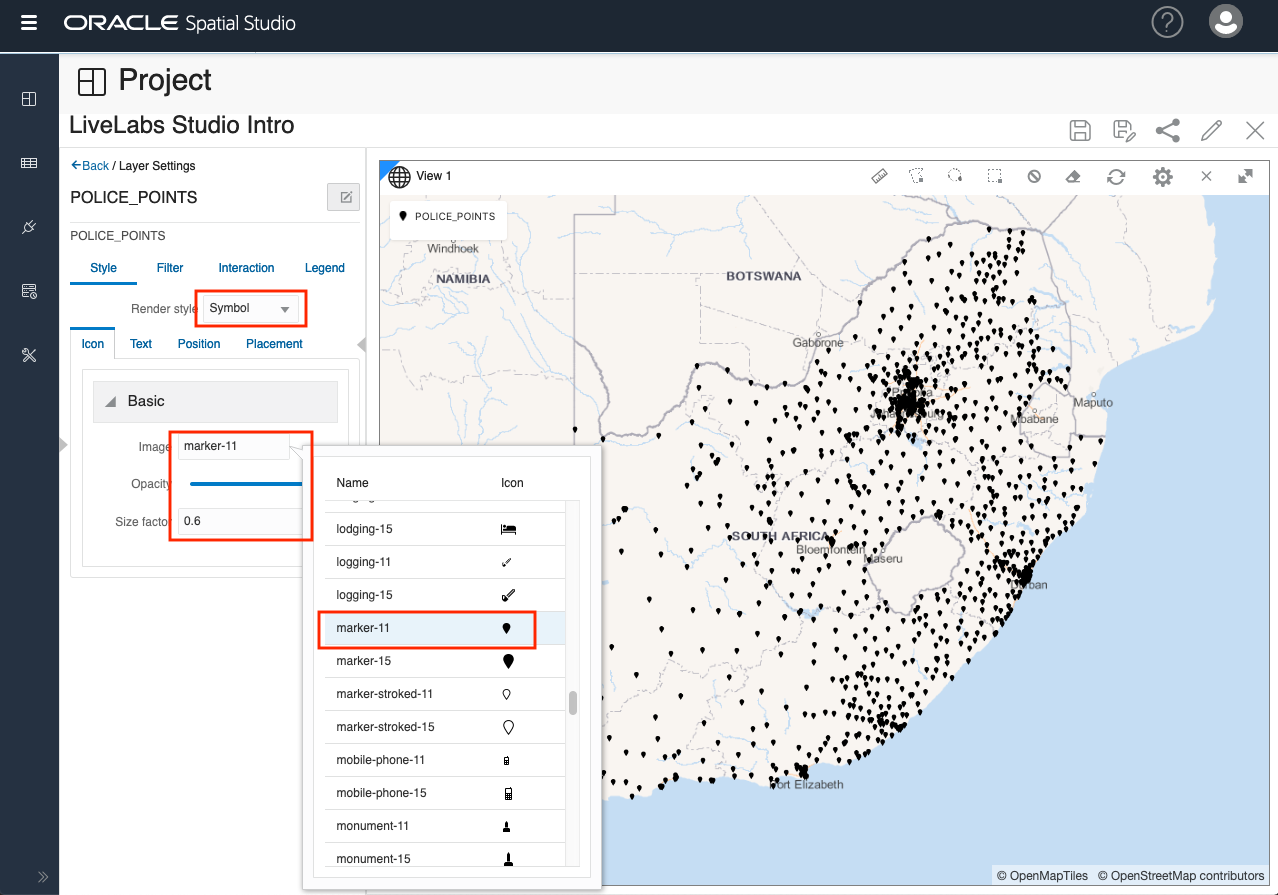 ORACLE Spatial Studio
Project
LiveLabs Studio Intro
Back / Layer Settings
POLICE_POINTS
POLICE_POINTS
Style Filter Interaction Legend
Render style Symbol
Icon Text Position Placement
Basic
Image marker-11
Opacity
Size factor 0.6
Name Icon
lodging-15
logging-11
logging-15
marker-11
marker-15
marker-stroked-11
marker-stroked-15
mobile-phone-11
mobile-phone-15
monument-11
monument-15
View 1
POLICE_POINTS
Windhoek
NAMIBIA
BOTSWANA
Gaborone
Maputo
Mbabane
SOUTH AFRICA
Bloemfontein
Maseru
Durban
Port Elizabeth
© OpenMapTiles © OpenStreetMap contributors